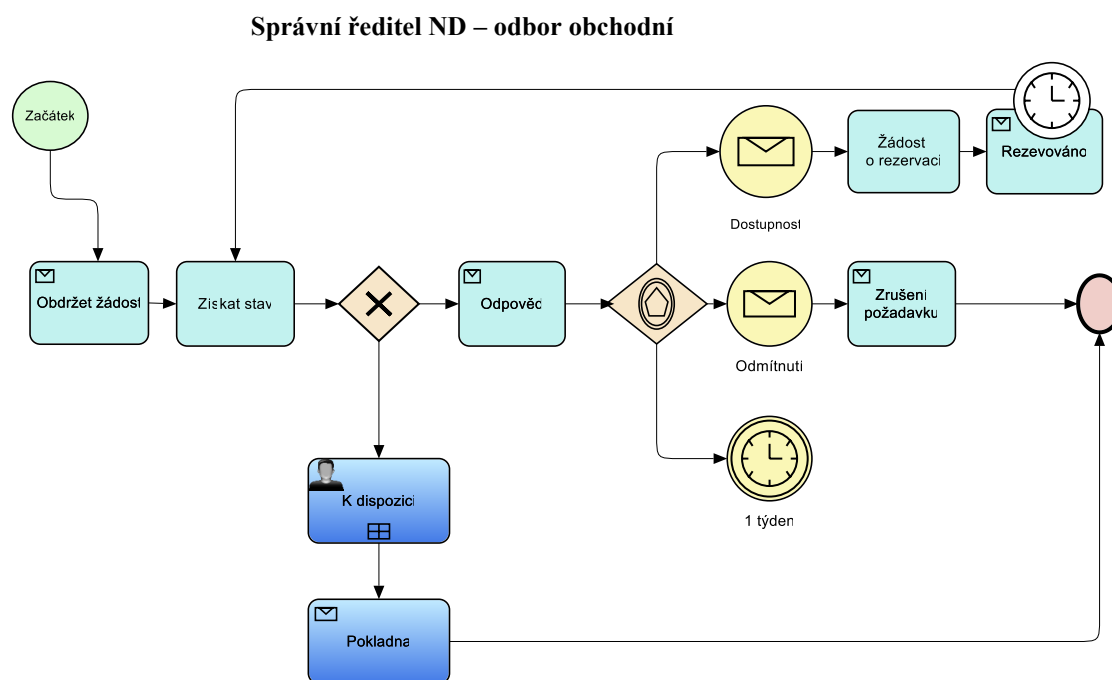 Správní ředitel ND – odbor obchodní
Začátek
Žádost
o rezervaci
Rezevováno
Dostupnost
Obdržet žádost
Získat stav
Odpověď
Zrušení
požadavku
Odmítnutí
K dispozici
1 týden
Pokladna